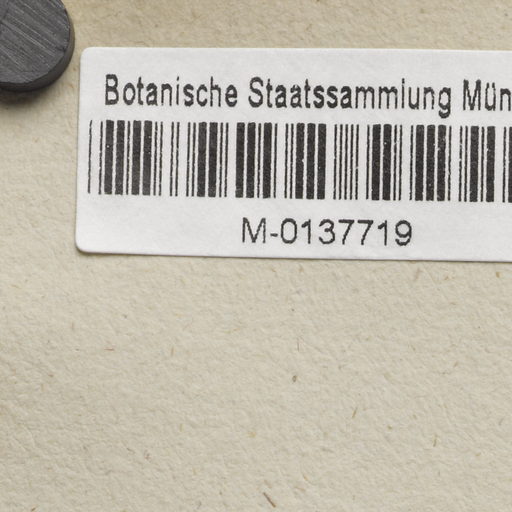 Botanische Staatssammlung Mün
M-0137719